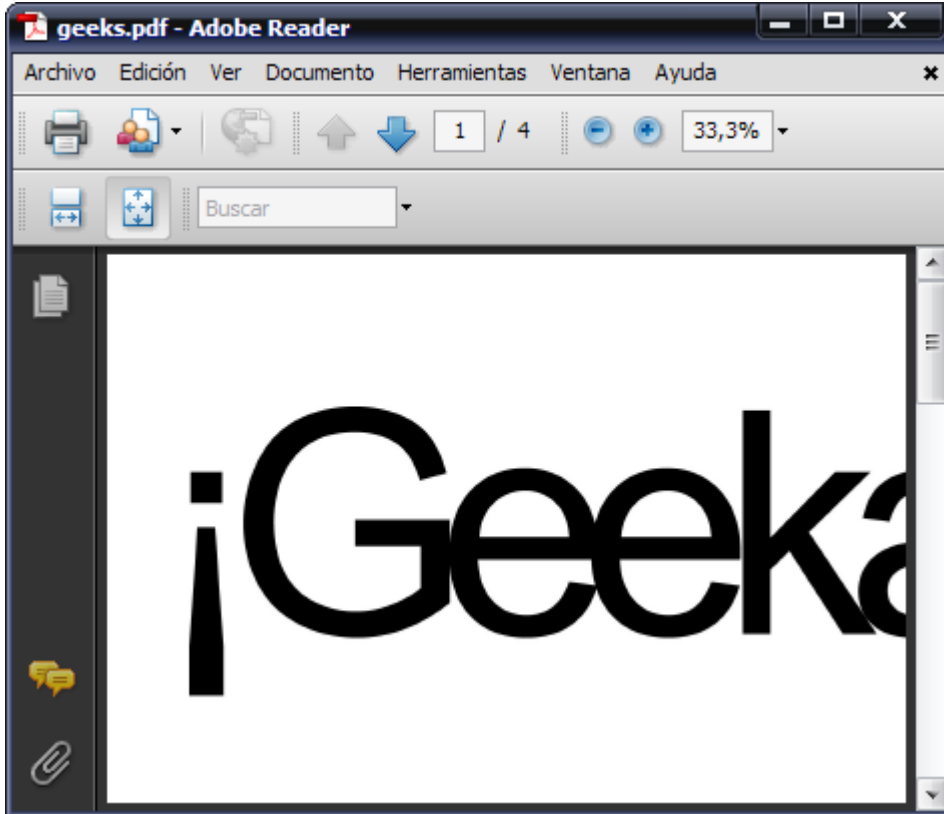 geeks.pdf - Adobe Reader
Archivo Edición Ver Documento Herramientas Ventana Ayuda
1 / 4 33,3%
Buscar
¡Geeka